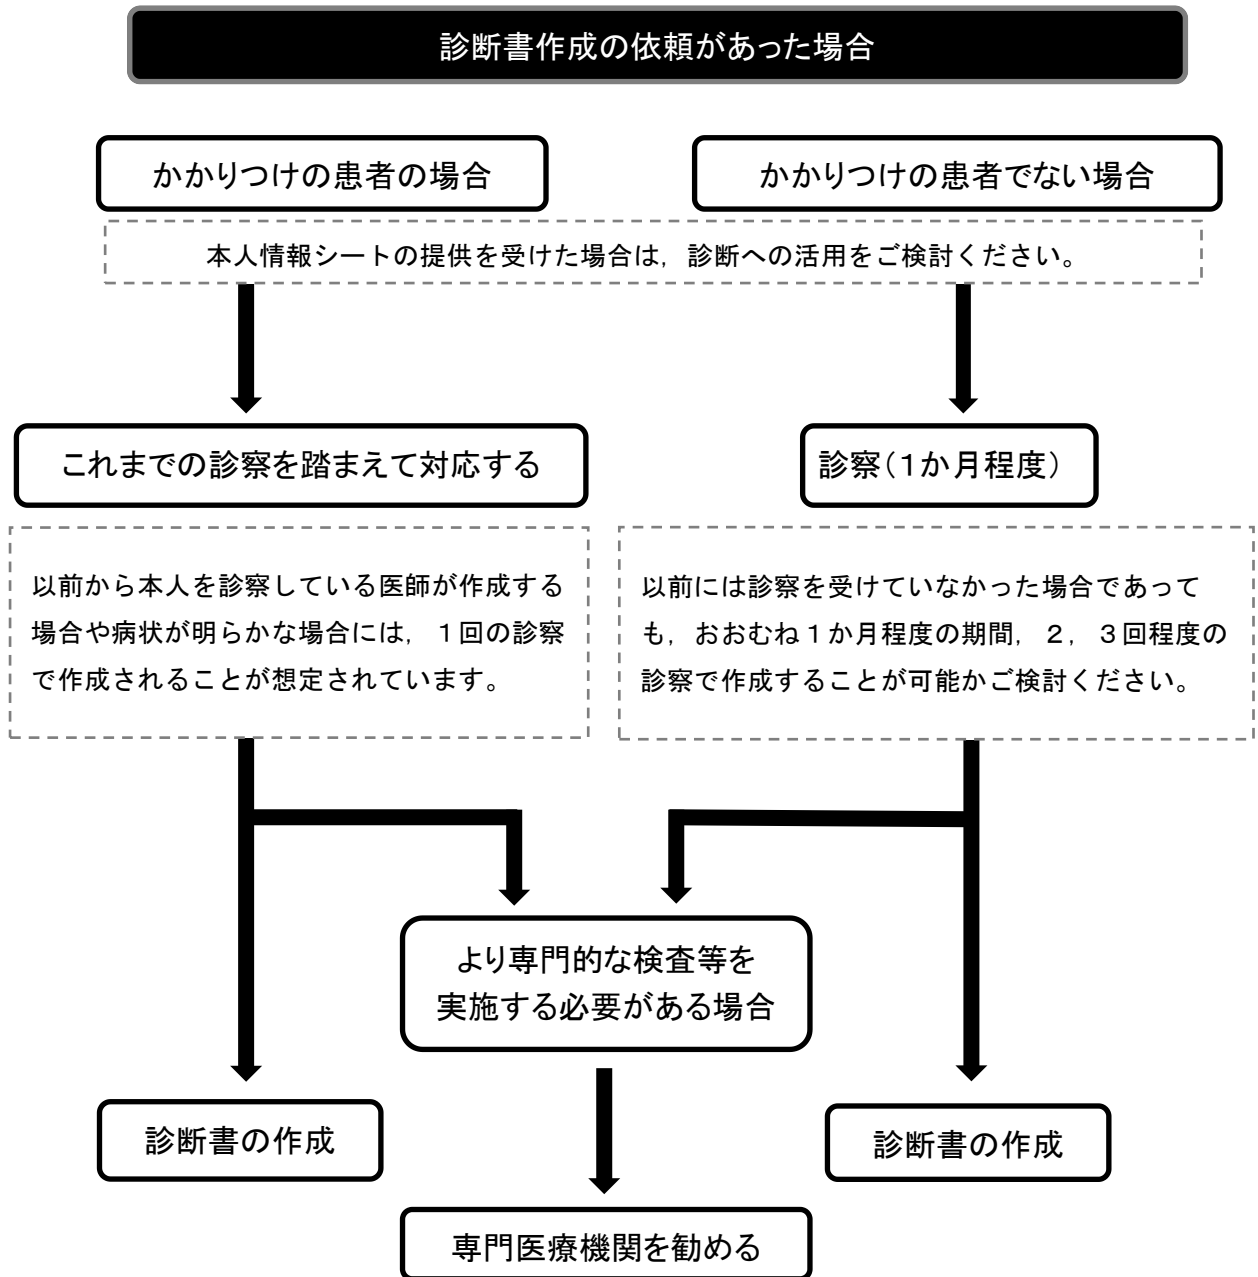 診断書作成の依頼があった場合
かかりつけの患者の場合
かかりつけの患者でない場合
本人情報シートの提供を受けた場合は，診断への活用をご検討ください。
これまでの診察を踏まえて対応する
診察（１か月程度）
以前から本人を診察している医師が作成する
場合や病状が明らかな場合には，１回の診察
で作成されることが想定されています。
以前には診察を受けていなかった場合であって
も，おおむね１か月程度の期間，２，３回程度の
診察で作成することが可能かご検討ください。
より専門的な検査等を
実施する必要がある場合
診断書の作成
診断書の作成
専門医療機関を勧める